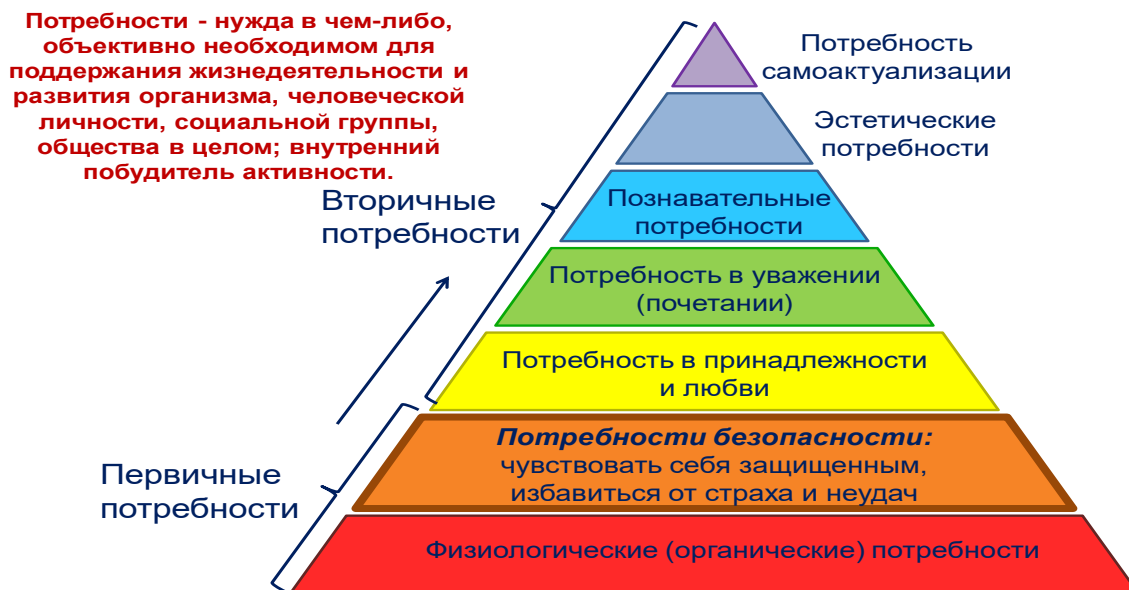 Потребности - нужда в чем-либо,
объективно необходимом для
поддержания жизнедеятельности и
развития организма, человеческой
личности, социальной группы,
общества в целом; внутренний
побудитель активности.
Потребность
самоактуализации
Эстетические
потребности
Вторичные
потребности
Познавательные
потребности
Потребность в уважении
(почетании)
Потребность в принадлежности
и любви
Первичные
потребности
Потребности безопасности:
чувствовать себя защищенным,
избавиться от страха и неудач
Физиологические (органические) потребности